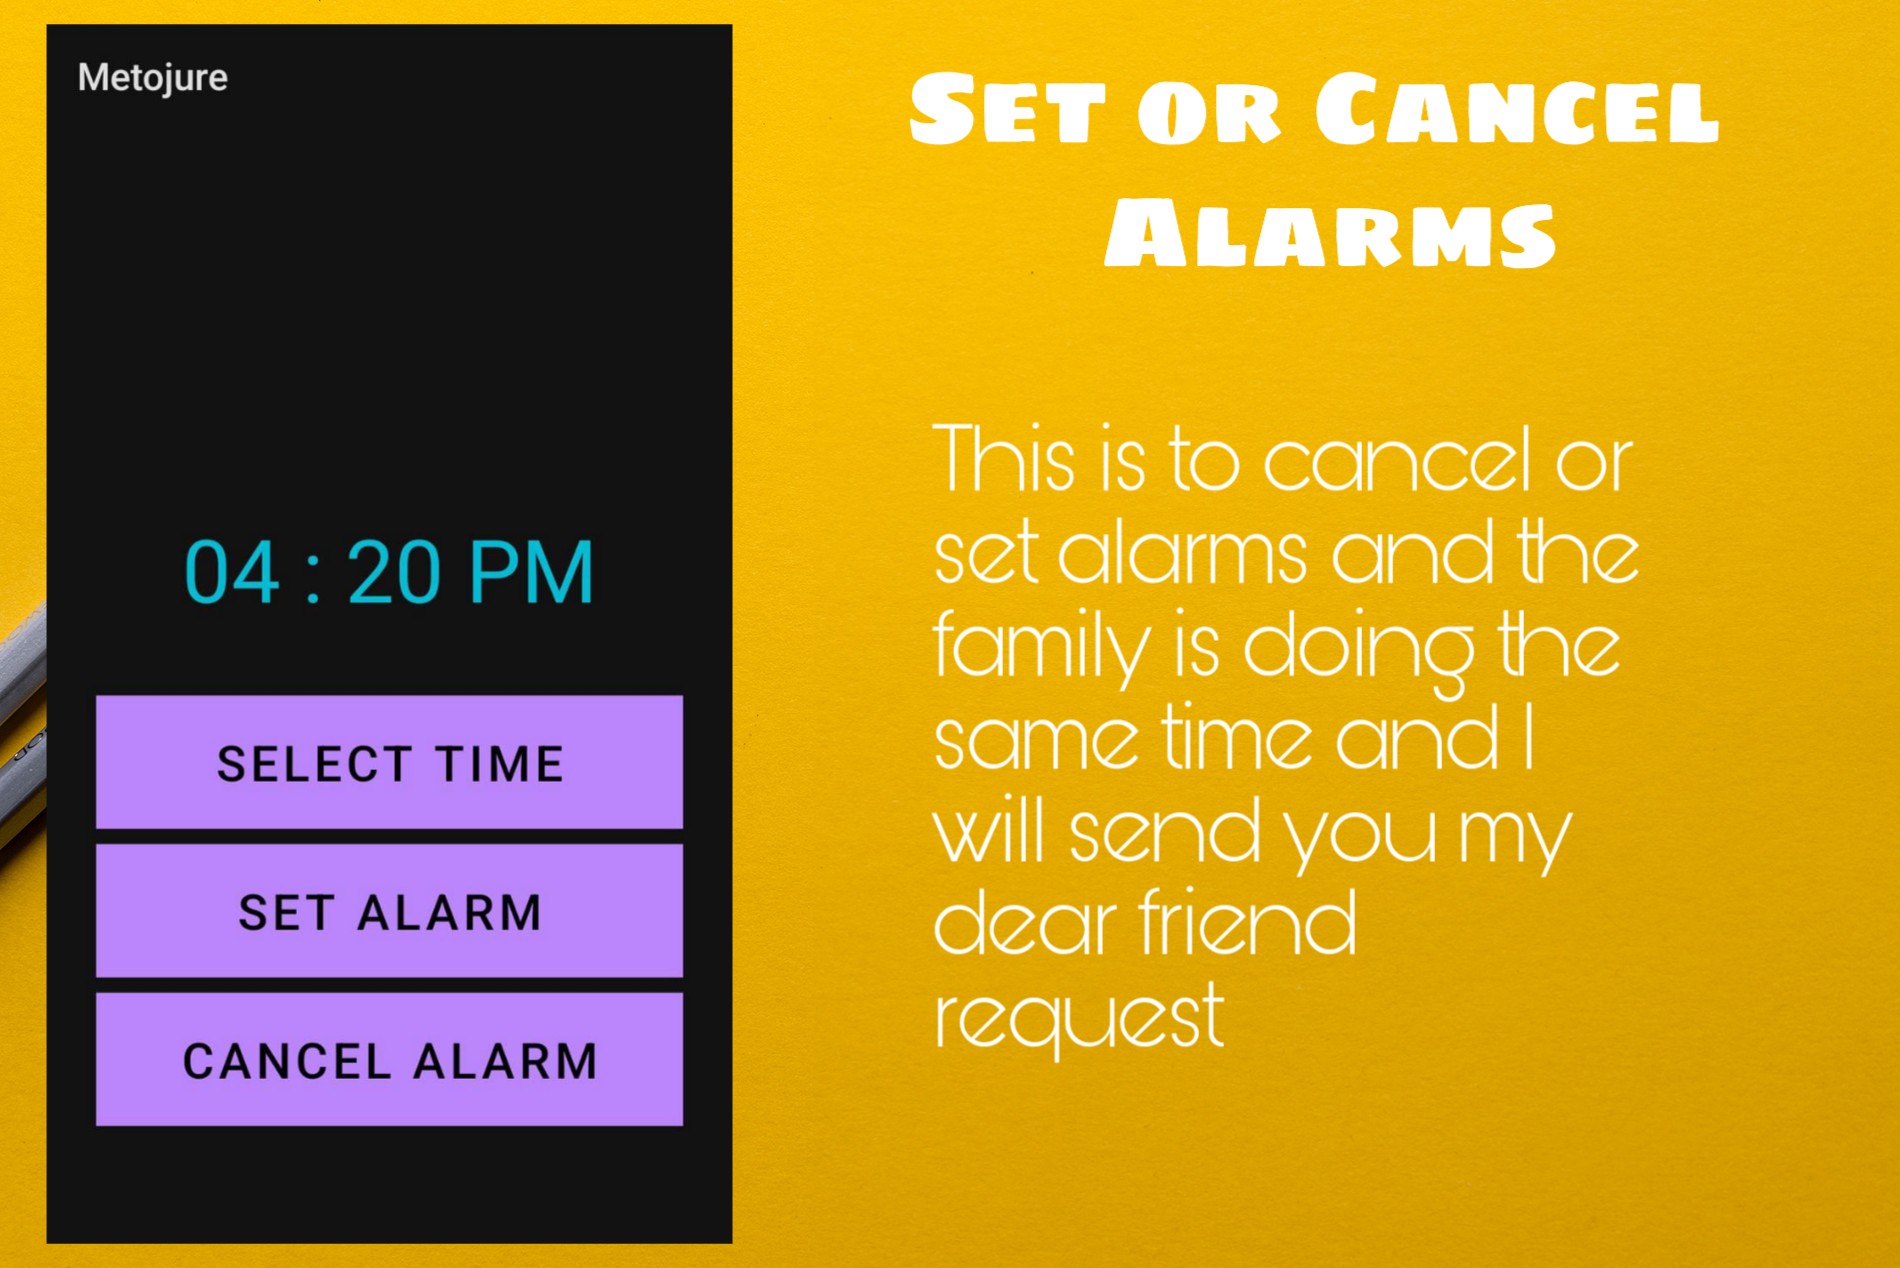 Metojure
04 : 20 PM
SELECT TIME
SET ALARM
CANCEL ALARM
SET OR CANCEL
ALARMS
This is to cancel or
set alarms and the
family is doing the
same time and I
will send you my
dear friend
request